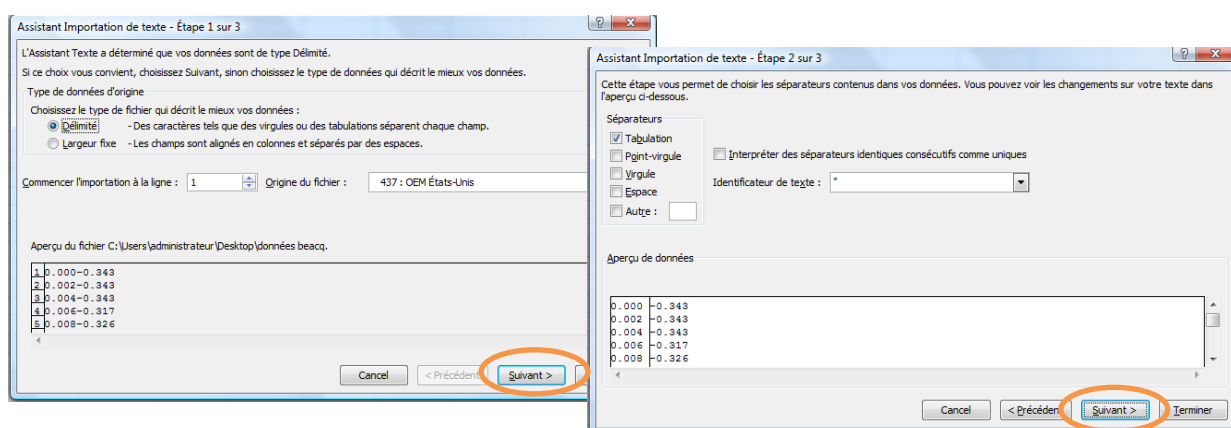 Assistant Importation de texte - Étape 1 sur 3
L'Assistant Texte a déterminé que vos données sont de type Délimité.
Si ce choix vous convient, choisissez Suivant, sinon choisissez le type de données qui décrit le mieux vos données.
Type de données d'origine
Choisissez le type de fichier qui décrit le mieux vos données :
Délimité - Des caractères tels que des virgules ou des tabulations séparent chaque champ.
Largeur fixe - Les champs sont alignés en colonnes et séparés par des espaces.
Commencer l'importation à la ligne : 1 Origine du fichier : 437 : OEM États-Unis
Aperçu du fichier C:\Users\administrateur\Desktop\données beacq.
1 0.000-0.343
2 0.002-0.343
3 0.004-0.343
4 0.006-0.317
5 0.008-0.326
Cancel < Précédent Suivant >
Assistant Importation de texte - Étape 2 sur 3
Cette étape vous permet de choisir les séparateurs contenus dans vos données. Vous pouvez voir les changements sur votre texte dans
l'aperçu ci-dessous.
Séparateurs
Tabulation
Point-virgule
Virgule
Espace
Autre :
Interpréter des séparateurs identiques consécutifs comme uniques
Identificateur de texte : "
Aperçu de données
0.000 -0.343
0.002 -0.343
0.004 -0.343
0.006 -0.317
0.008 -0.326
Cancel < Précéden Suivant > Terminer